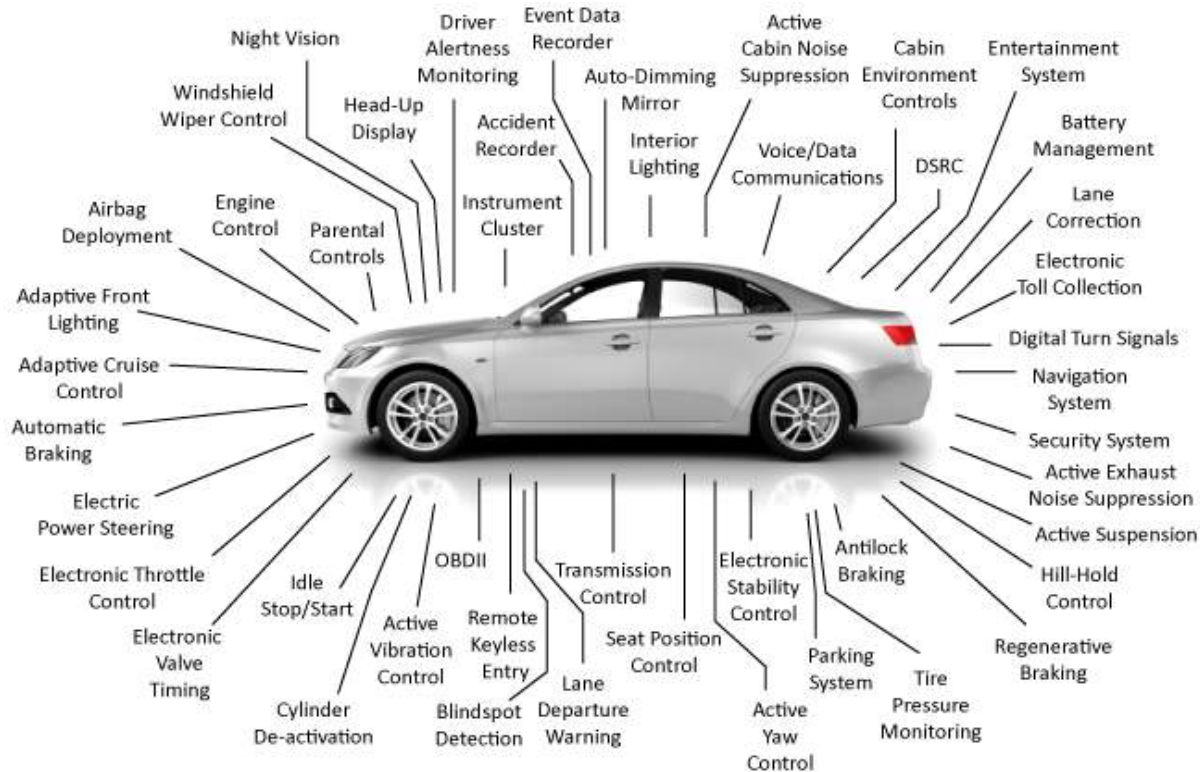 Night Vision
Driver
Alertness
Monitoring
Event Data
Recorder
Active
Cabin Noise
Suppression
Cabin
Environment
Controls
Entertainment
System
Windshield
Wiper Control
Head-Up
Display
Accident
Recorder
Auto-Dimming
Mirror
Interior
Lighting
Voice/Data
Communications
DSRC
Battery
Management
Airbag
Deployment
Engine
Control
Parental
Controls
Instrument
Cluster
Lane
Correction
Electronic
Toll Collection
Adaptive Front
Lighting
Digital Turn Signals
Adaptive Cruise
Control
Navigation
System
Automatic
Braking
Security System
Electric
Power Steering
Active Exhaust
Noise Suppression
Active Suspension
Electronic Throttle
Control
Idle
Stop/Start
OBDII
Transmission
Control
Electronic
Stability
Control
Antilock
Braking
Hill-Hold
Control
Electronic
Valve
Timing
Active
Vibration
Control
Remote
Keyless
Entry
Seat Position
Control
Parking
System
Regenerative
Braking
Cylinder
De-activation
Blindspot
Detection
Lane
Departure
Warning
Active
Yaw
Control
Tire
Pressure
Monitoring